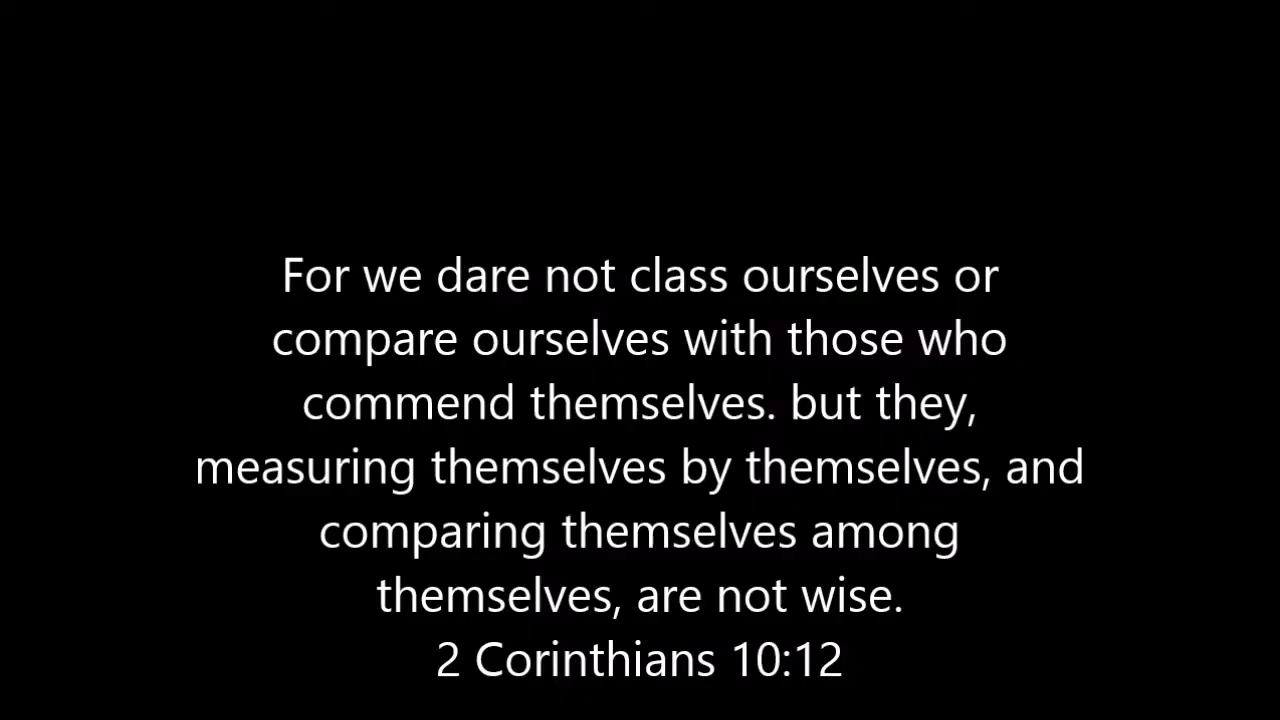 For we dare not class ourselves or
compare ourselves with those who
commend themselves. but they,
measuring themselves by themselves, and
comparing themselves among
themselves, are not wise.
2 Corinthians 10:12